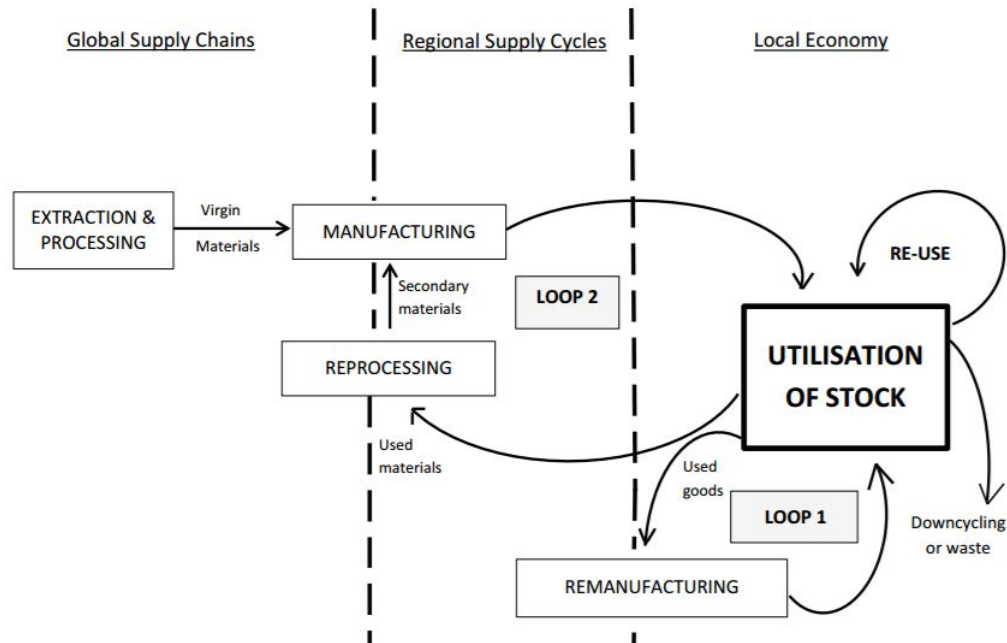 Global Supply Chains
Regional Supply Cycles
Local Economy
EXTRACTION &
PROCESSING
Virgin
Materials
MANUFACTURING
RE-USE
Secondary
materials
LOOP 2
UTILISATION
OF STOCK
REPROCESSING
Used
materials
Used
goods
LOOP 1
Downcycling
or waste
REMANUFACTURING